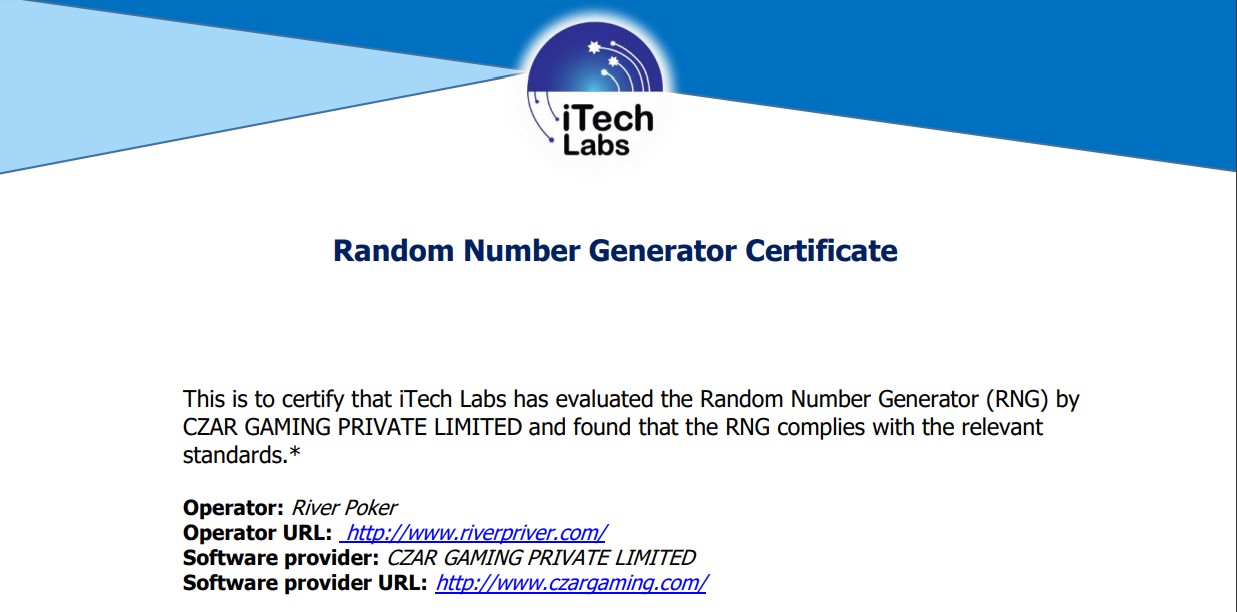 iTech
Labs
Random Number Generator Certificate
This is to certify that iTech Labs has evaluated the Random Number Generator (RNG) by
CZAR GAMING PRIVATE LIMITED and found that the RNG complies with the relevant
standards.*
Operator: River Poker
Operator URL: http://www.riverpriver.com/
Software provider: CZAR GAMING PRIVATE LIMITED
Software provider URL: http://www.czargaming.com/